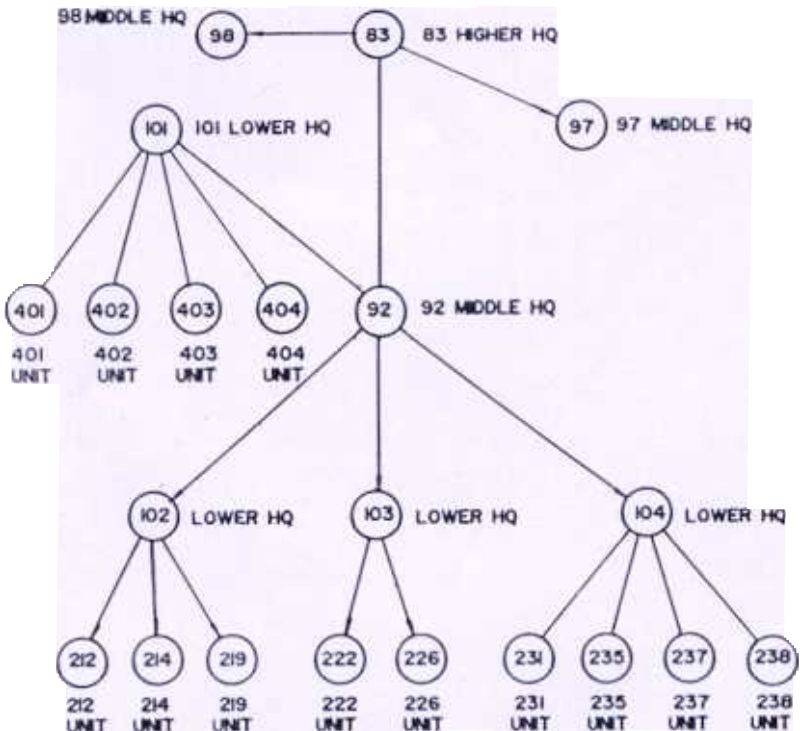 98 MIDDLE HQ
98
83
83 HIGHER HQ
101
101 LOWER HQ
97
97 MIDDLE HQ
401
402
403
404
92
92 MIDDLE HQ
401
UNIT
402
UNIT
403
UNIT
404
UNIT
102
LOWER HQ
103
LOWER HQ
104
LOWER HQ
212
214
219
222
226
231
235
237
238
212
UNIT
214
UNIT
219
UNIT
222
UNIT
226
UNIT
231
UNIT
235
UNIT
237
UNIT
238
UNIT